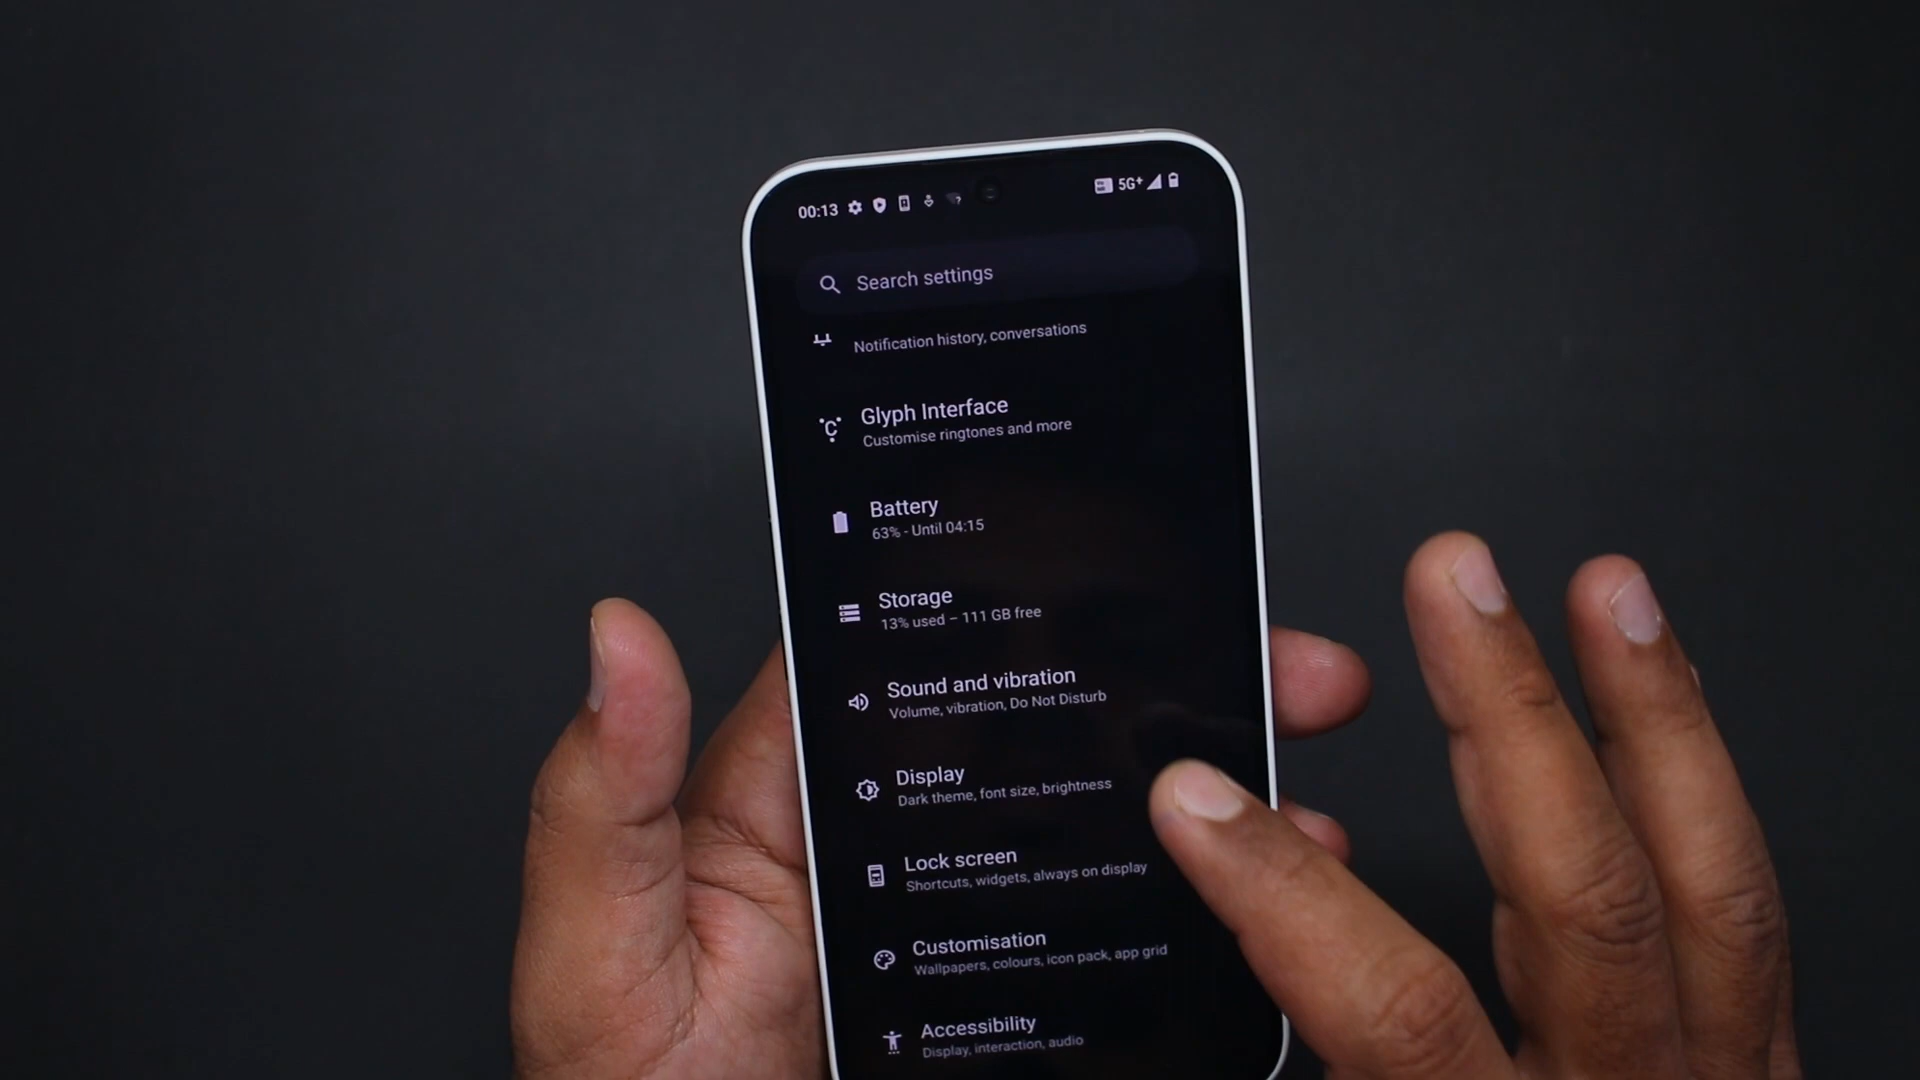 00:13
5G+
Search settings
Notification history, conversations
Glyph Interface
Customise ringtones and more
Battery
63% - Until 04:15
Storage
13% used – 111 GB free
Sound and vibration
Volume, vibration, Do Not Disturb
Display
Dark theme, font size, brightness
Lock screen
Shortcuts, widgets, always on display
Customisation
Wallpapers, colours, icon pack, app grid
Accessibility
Display, interaction, audio